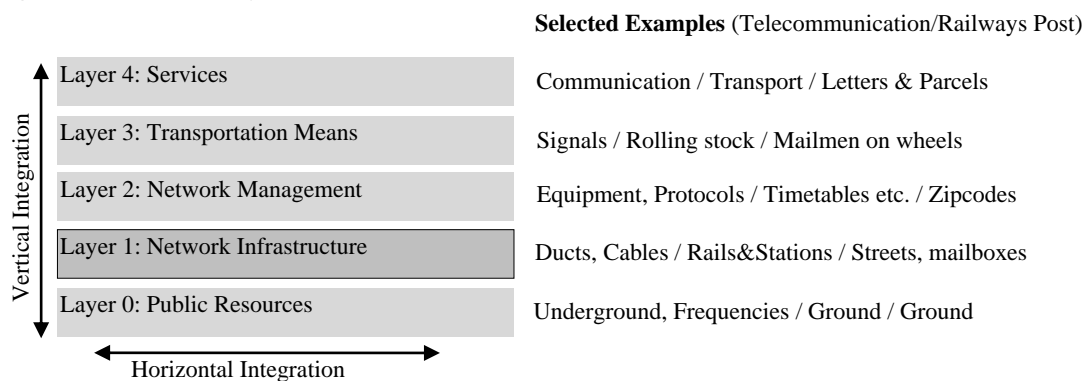 Selected Examples (Telecommunication/Railways Post)
Layer 4: Services
Communication / Transport / Letters & Parcels
Layer 3: Transportation Means
Signals / Rolling stock / Mailmen on wheels
Layer 2: Network Management
Equipment, Protocols / Timetables etc. / Zipcodes
Layer 1: Network Infrastructure
Ducts, Cables / Rails&Stations / Streets, mailboxes
Layer 0: Public Resources
Underground, Frequencies / Ground / Ground
Vertical Integration
Horizontal Integration